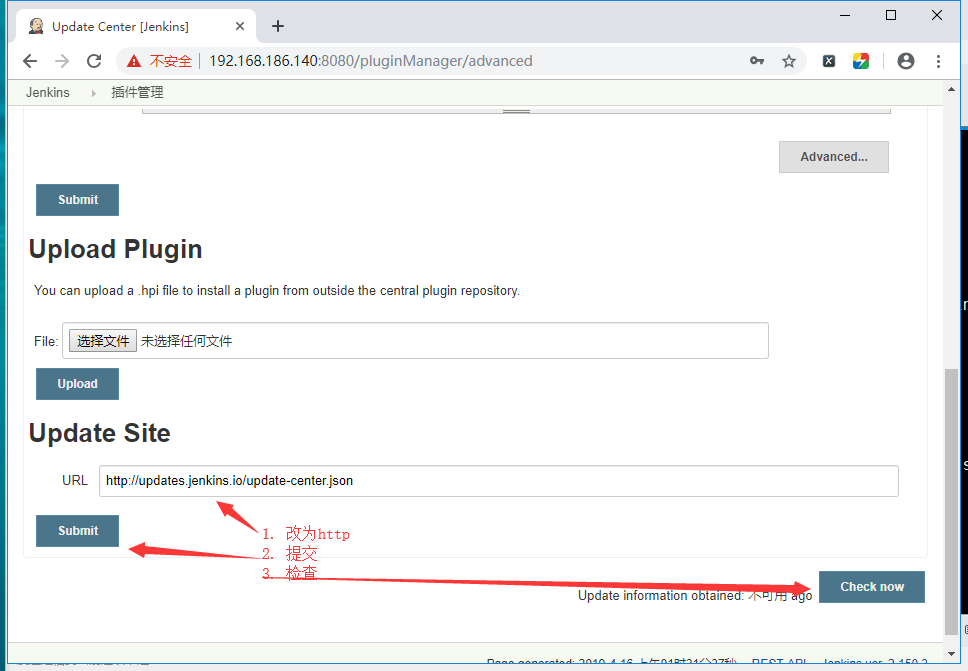 Update Center [Jenkins]
不安全 192.168.186.140:8080/pluginManager/advanced
Jenkins 插件管理
Advanced...
Submit
Upload Plugin
You can upload a .hpi file to install a plugin from outside the central plugin repository.
File: 选择文件 未选择任何文件
Upload
Update Site
URL http://updates.jenkins.io/update-center.json
Submit
1. 改为http
2. 提交
3. 检查
Update information obtained: 不可用 ago
Check now
Page generated: 2019-4-16 上午01时21分27秒 REST API Jenkins ver. 2.150.3